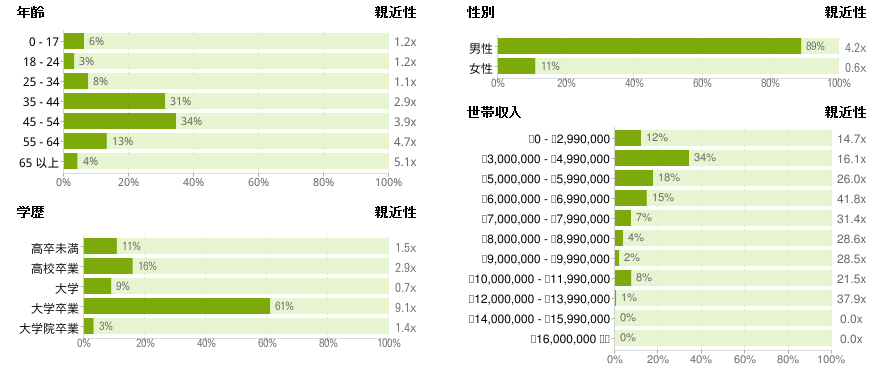 年齢 親近性
0 - 17 6% 1.2x
18 - 24 3% 1.2x
25 - 34 8% 1.1x
35 - 44 31% 2.9x
45 - 54 34% 3.9x
55 - 64 13% 4.7x
65 以上 4% 5.1x
0% 20% 40% 60% 80% 100%
学歴 親近性
高卒未満 11% 1.5x
高校卒業 16% 2.9x
大学 9% 0.7x
大学卒業 61% 9.1x
大学院卒業 3% 1.4x
0% 20% 40% 60% 80% 100%
性別 親近性
男性 89% 4.2x
女性 11% 0.6x
0% 20% 40% 60% 80% 100%
世帯収入 親近性
▯0 - ▯2,990,000 12% 14.7x
▯3,000,000 - ▯4,990,000 34% 16.1x
▯5,000,000 - ▯5,990,000 18% 26.0x
▯6,000,000 - ▯6,990,000 15% 41.8x
▯7,000,000 - ▯7,990,000 7% 31.4x
▯8,000,000 - ▯8,990,000 4% 28.6x
▯9,000,000 - ▯9,990,000 2% 28.5x
▯10,000,000 - ▯11,990,000 8% 21.5x
▯12,000,000 - ▯13,990,000 1% 37.9x
▯14,000,000 - ▯15,990,000 0% 0.0x
▯16,000,000 ▯▯ 0% 0.0x
0% 20% 40% 60% 80% 100%